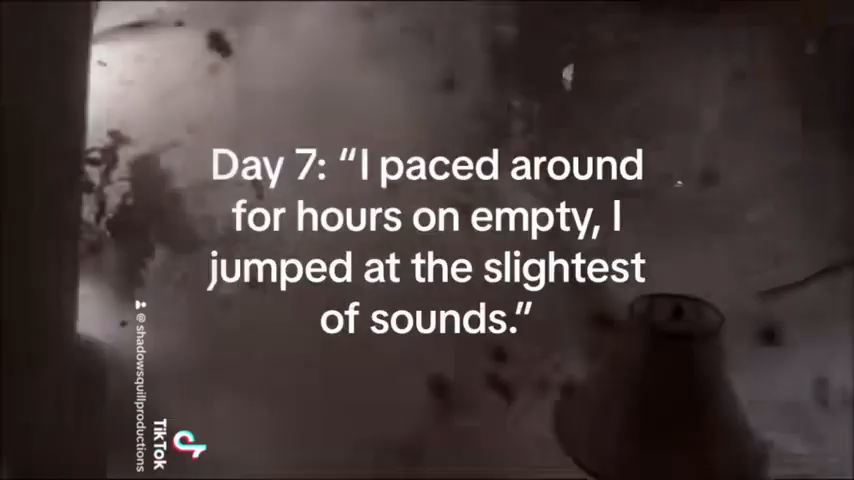 Day 7: “I paced around
for hours on empty, I
jumped at the slightest
of sounds.”
@shadowsquillproductions
TikTok